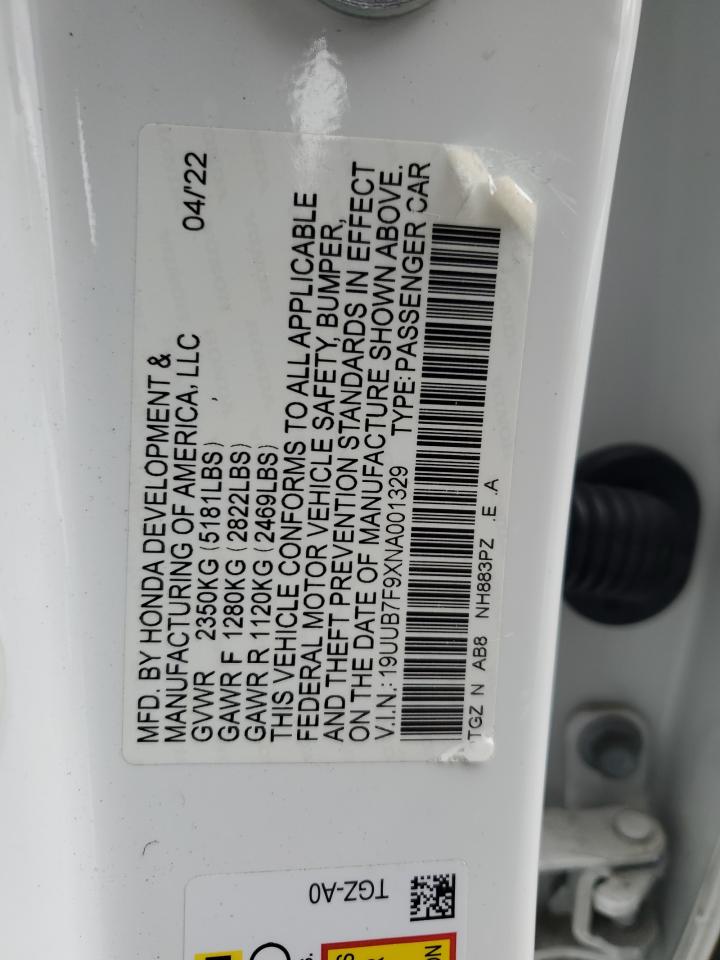 MFD. BY HONDA DEVELOPMENT &
MANUFACTURING OF AMERICA, LLC 04/'22
GVWR 2350KG (5181LBS)
GAWR F 1280KG (2822LBS)
GAWR R 1120KG (2469LBS)
THIS VEHICLE CONFORMS TO ALL APPLICABLE
FEDERAL MOTOR VEHICLE SAFETY, BUMPER,
AND THEFT PREVENTION STANDARDS IN EFFECT
ON THE DATE OF MANUFACTURE SHOWN ABOVE.
V.I.N.: 19UUB7F9XNA001329 TYPE: PASSENGER CAR
TGZ N AB8 NH883PZ .E .A
TGZ-A0